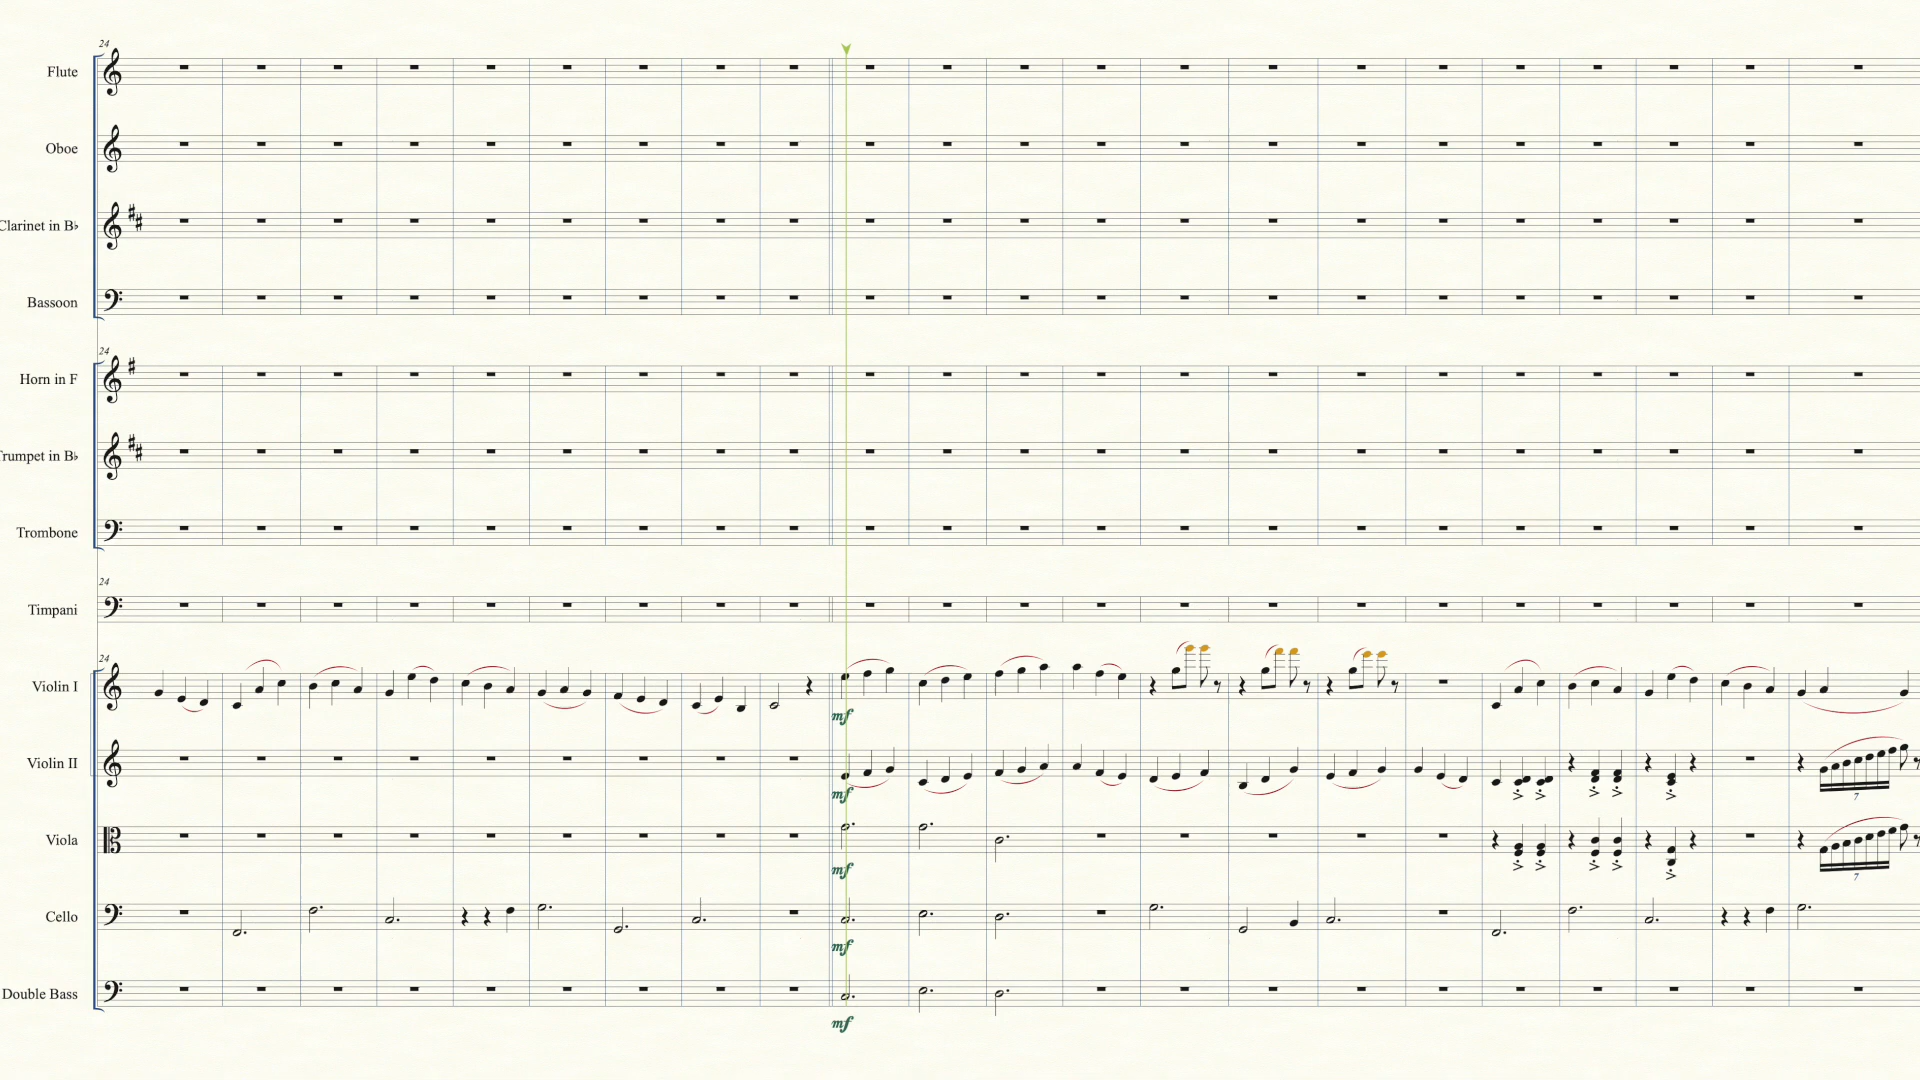 24
Flute
Oboe
Clarinet in B♭
Bassoon
24
Horn in F
Trumpet in B♭
Trombone
24
Timpani
24
Violin I
mf
Violin II
mf
7
Viola
mf
7
Cello
mf
Double Bass
mf